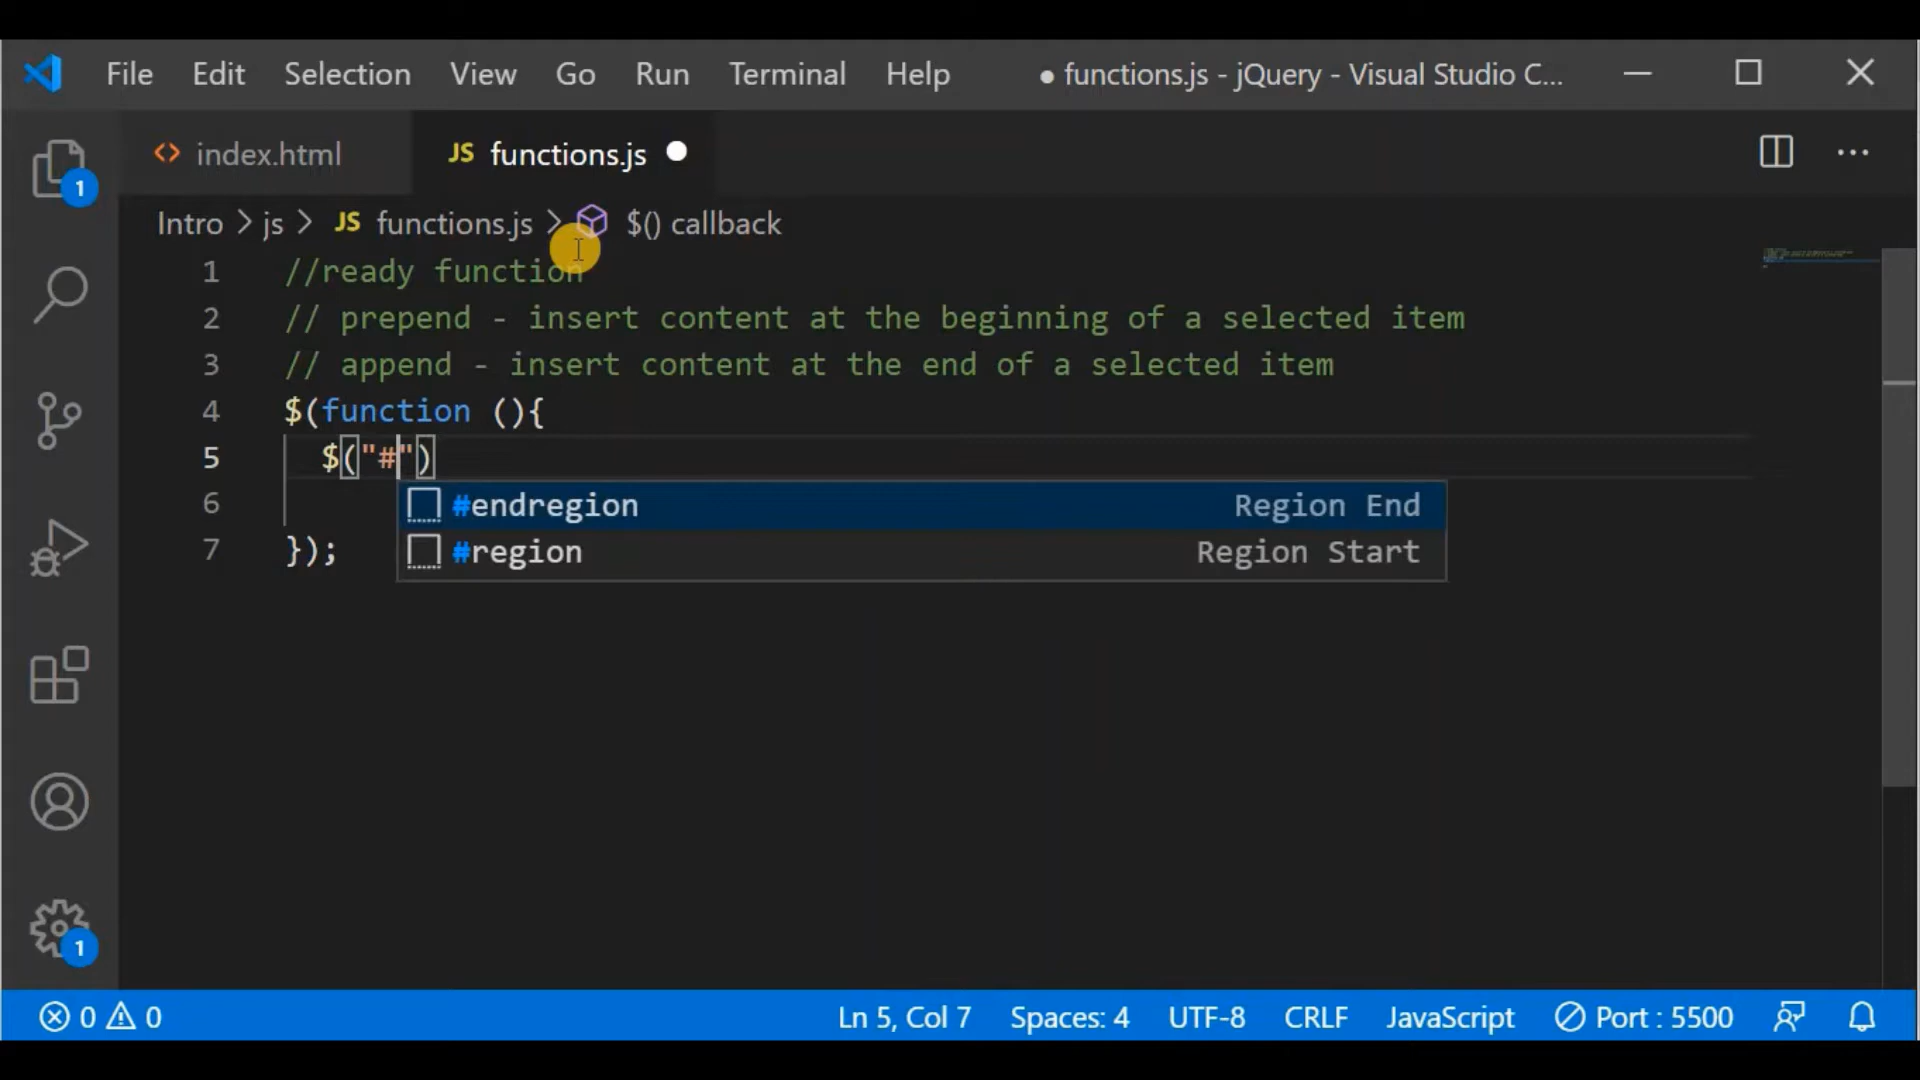 File Edit Selection View Go Run Terminal Help ● functions.js - jQuery - Visual Studio C...
index.html JS functions.js
Intro > js > JS functions.js > $() callback
1 //ready function
2 // prepend - insert content at the beginning of a selected item
3 // append - insert content at the end of a selected item
4 $(function (){
5 $("#")
#endregion Region End
6
#region Region Start
7 });
1
1
0 0 Ln 5, Col 7 Spaces: 4 UTF-8 CRLF JavaScript Port : 5500